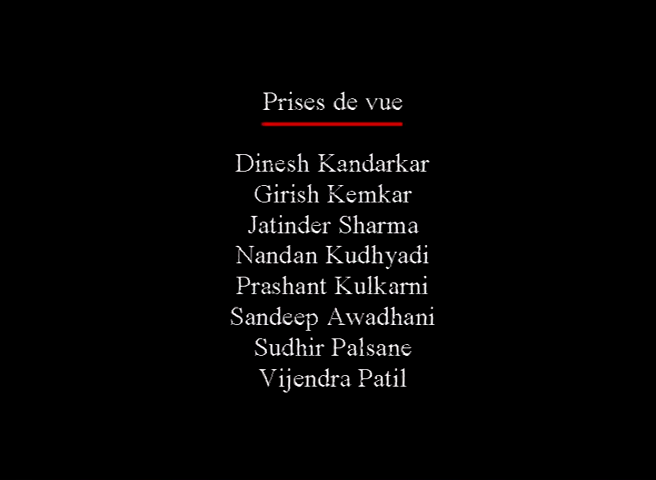 Prises de vue
Dinesh Kandarkar
Girish Kemkar
Jatinder Sharma
Nandan Kudhyadi
Prashant Kulkarni
Sandeep Awadhani
Sudhir Palsane
Vijendra Patil